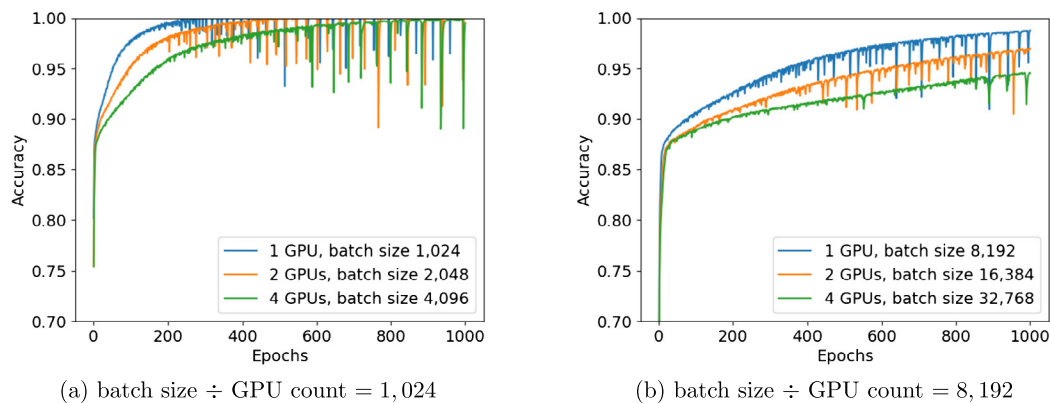 1.00
0.95
0.90
0.85
0.80
0.75
0.70
Accuracy
0 200 400 600 800 1000
Epochs
1 GPU, batch size 1,024
2 GPUs, batch size 2,048
4 GPUs, batch size 4,096
(a) batch size ÷ GPU count = 1,024
1.00
0.95
0.90
0.85
0.80
0.75
0.70
Accuracy
0 200 400 600 800 1000
Epochs
1 GPU, batch size 8,192
2 GPUs, batch size 16,384
4 GPUs, batch size 32,768
(b) batch size ÷ GPU count = 8,192